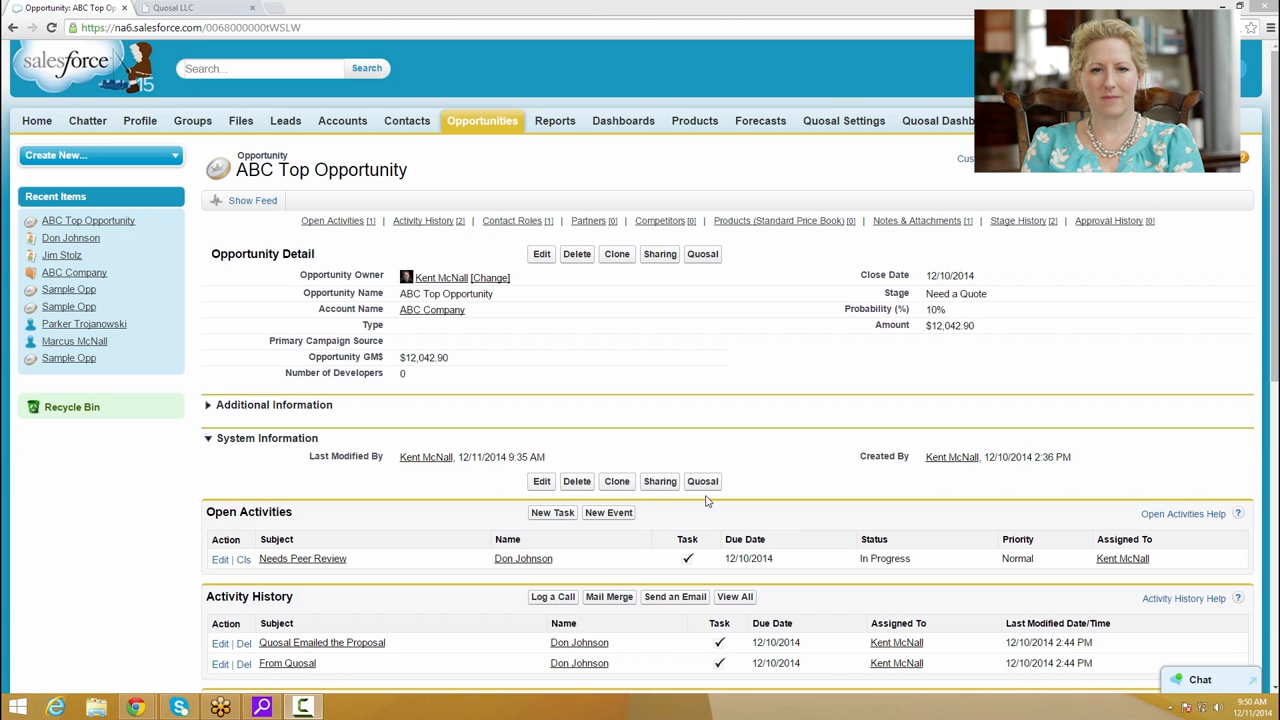 Opportunity: ABC Top Op
Quosal LLC
https://na6.salesforce.com/0068000000tWSLW
salesforce
15
Search...
Search
Home Chatter Profile Groups Files Leads Accounts Contacts Opportunities Reports Dashboards Products Forecasts Quosal Settings Quosal Dashb
Create New...
Opportunity
ABC Top Opportunity
Cus
Show Feed
Recent Items
ABC Top Opportunity
Don Johnson
Jim Stolz
ABC Company
Sample Opp
Sample Opp
Parker Trojanowski
Marcus McNall
Sample Opp
Recycle Bin
Open Activities [1] Activity History [2] Contact Roles [1] Partners [0] Competitors [0] Products (Standard Price Book) [0] Notes & Attachments [1] Stage History [2] Approval History [0]
Opportunity Detail Edit Delete Clone Sharing Quosal
Opportunity Owner Kent McNall [Change] Close Date 12/10/2014
Opportunity Name ABC Top Opportunity Stage Need a Quote
Account Name ABC Company Probability (%) 10%
Type Amount $12,042.90
Primary Campaign Source
Opportunity GM$ $12,042.90
Number of Developers 0
Additional Information
System Information
Last Modified By Kent McNall, 12/11/2014 9:35 AM Created By Kent McNall, 12/10/2014 2:36 PM
Edit Delete Clone Sharing Quosal
Open Activities New Task New Event Open Activities Help ?
Action Subject Name Task Due Date Status Priority Assigned To
Edit | Cls Needs Peer Review Don Johnson 12/10/2014 In Progress Normal Kent McNall
Activity History Log a Call Mail Merge Send an Email View All Activity History Help ?
Action Subject Name Task Due Date Assigned To Last Modified Date/Time
Edit | Del Quosal Emailed the Proposal Don Johnson 12/10/2014 Kent McNall 12/10/2014 2:44 PM
Edit | Del From Quosal Don Johnson 12/10/2014 Kent McNall 12/10/2014 2:44 PM
Chat
9:50 AM
12/11/2014